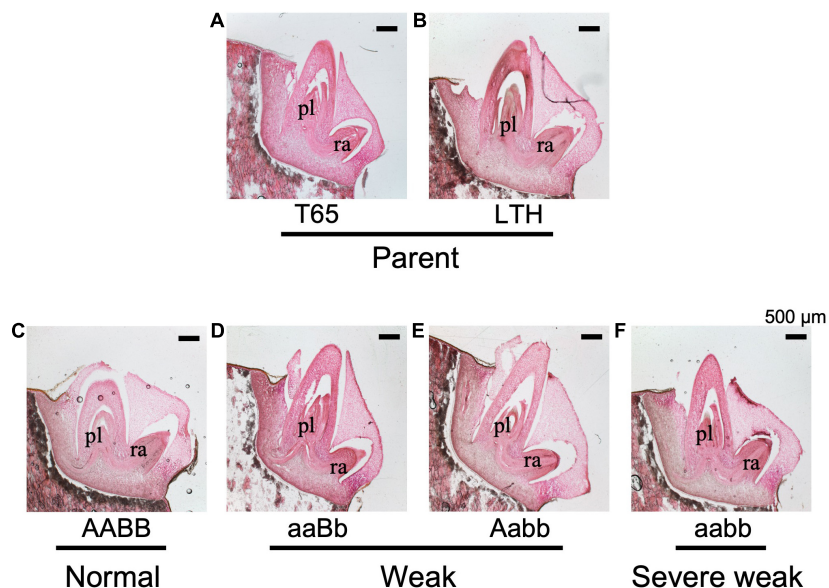 A B
pl ra pl ra
T65 LTH
Parent
500 µm
C D E F
pl ra pl ra pl ra pl ra
AABB aaBb Aabb aabb
Normal Weak Severe weak